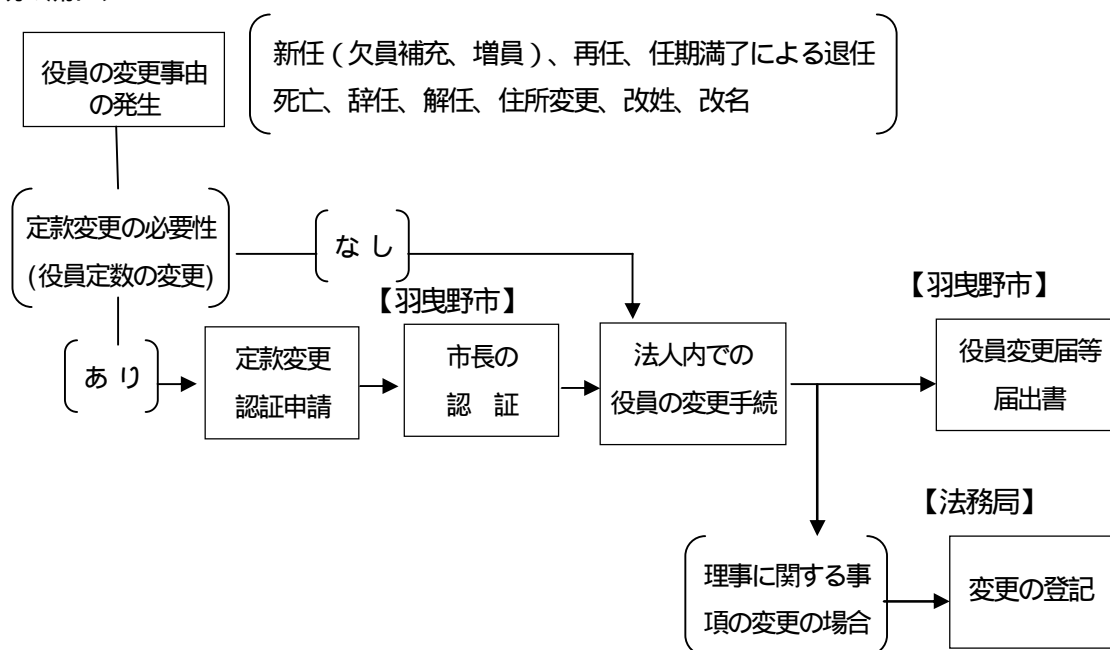 役員の変更事由
の発生
新任（欠員補充、増員）、再任、任期満了による退任
死亡、辞任、解任、住所変更、改姓、改名
定款変更の必要性
(役員定数の変更)
なし
あり
定款変更
認証申請
【羽曳野市】
市長の
認　証
法人内での
役員の変更手続
【羽曳野市】
役員変更届等
届出書
理事に関する事
項の変更の場合
【法務局】
変更の登記